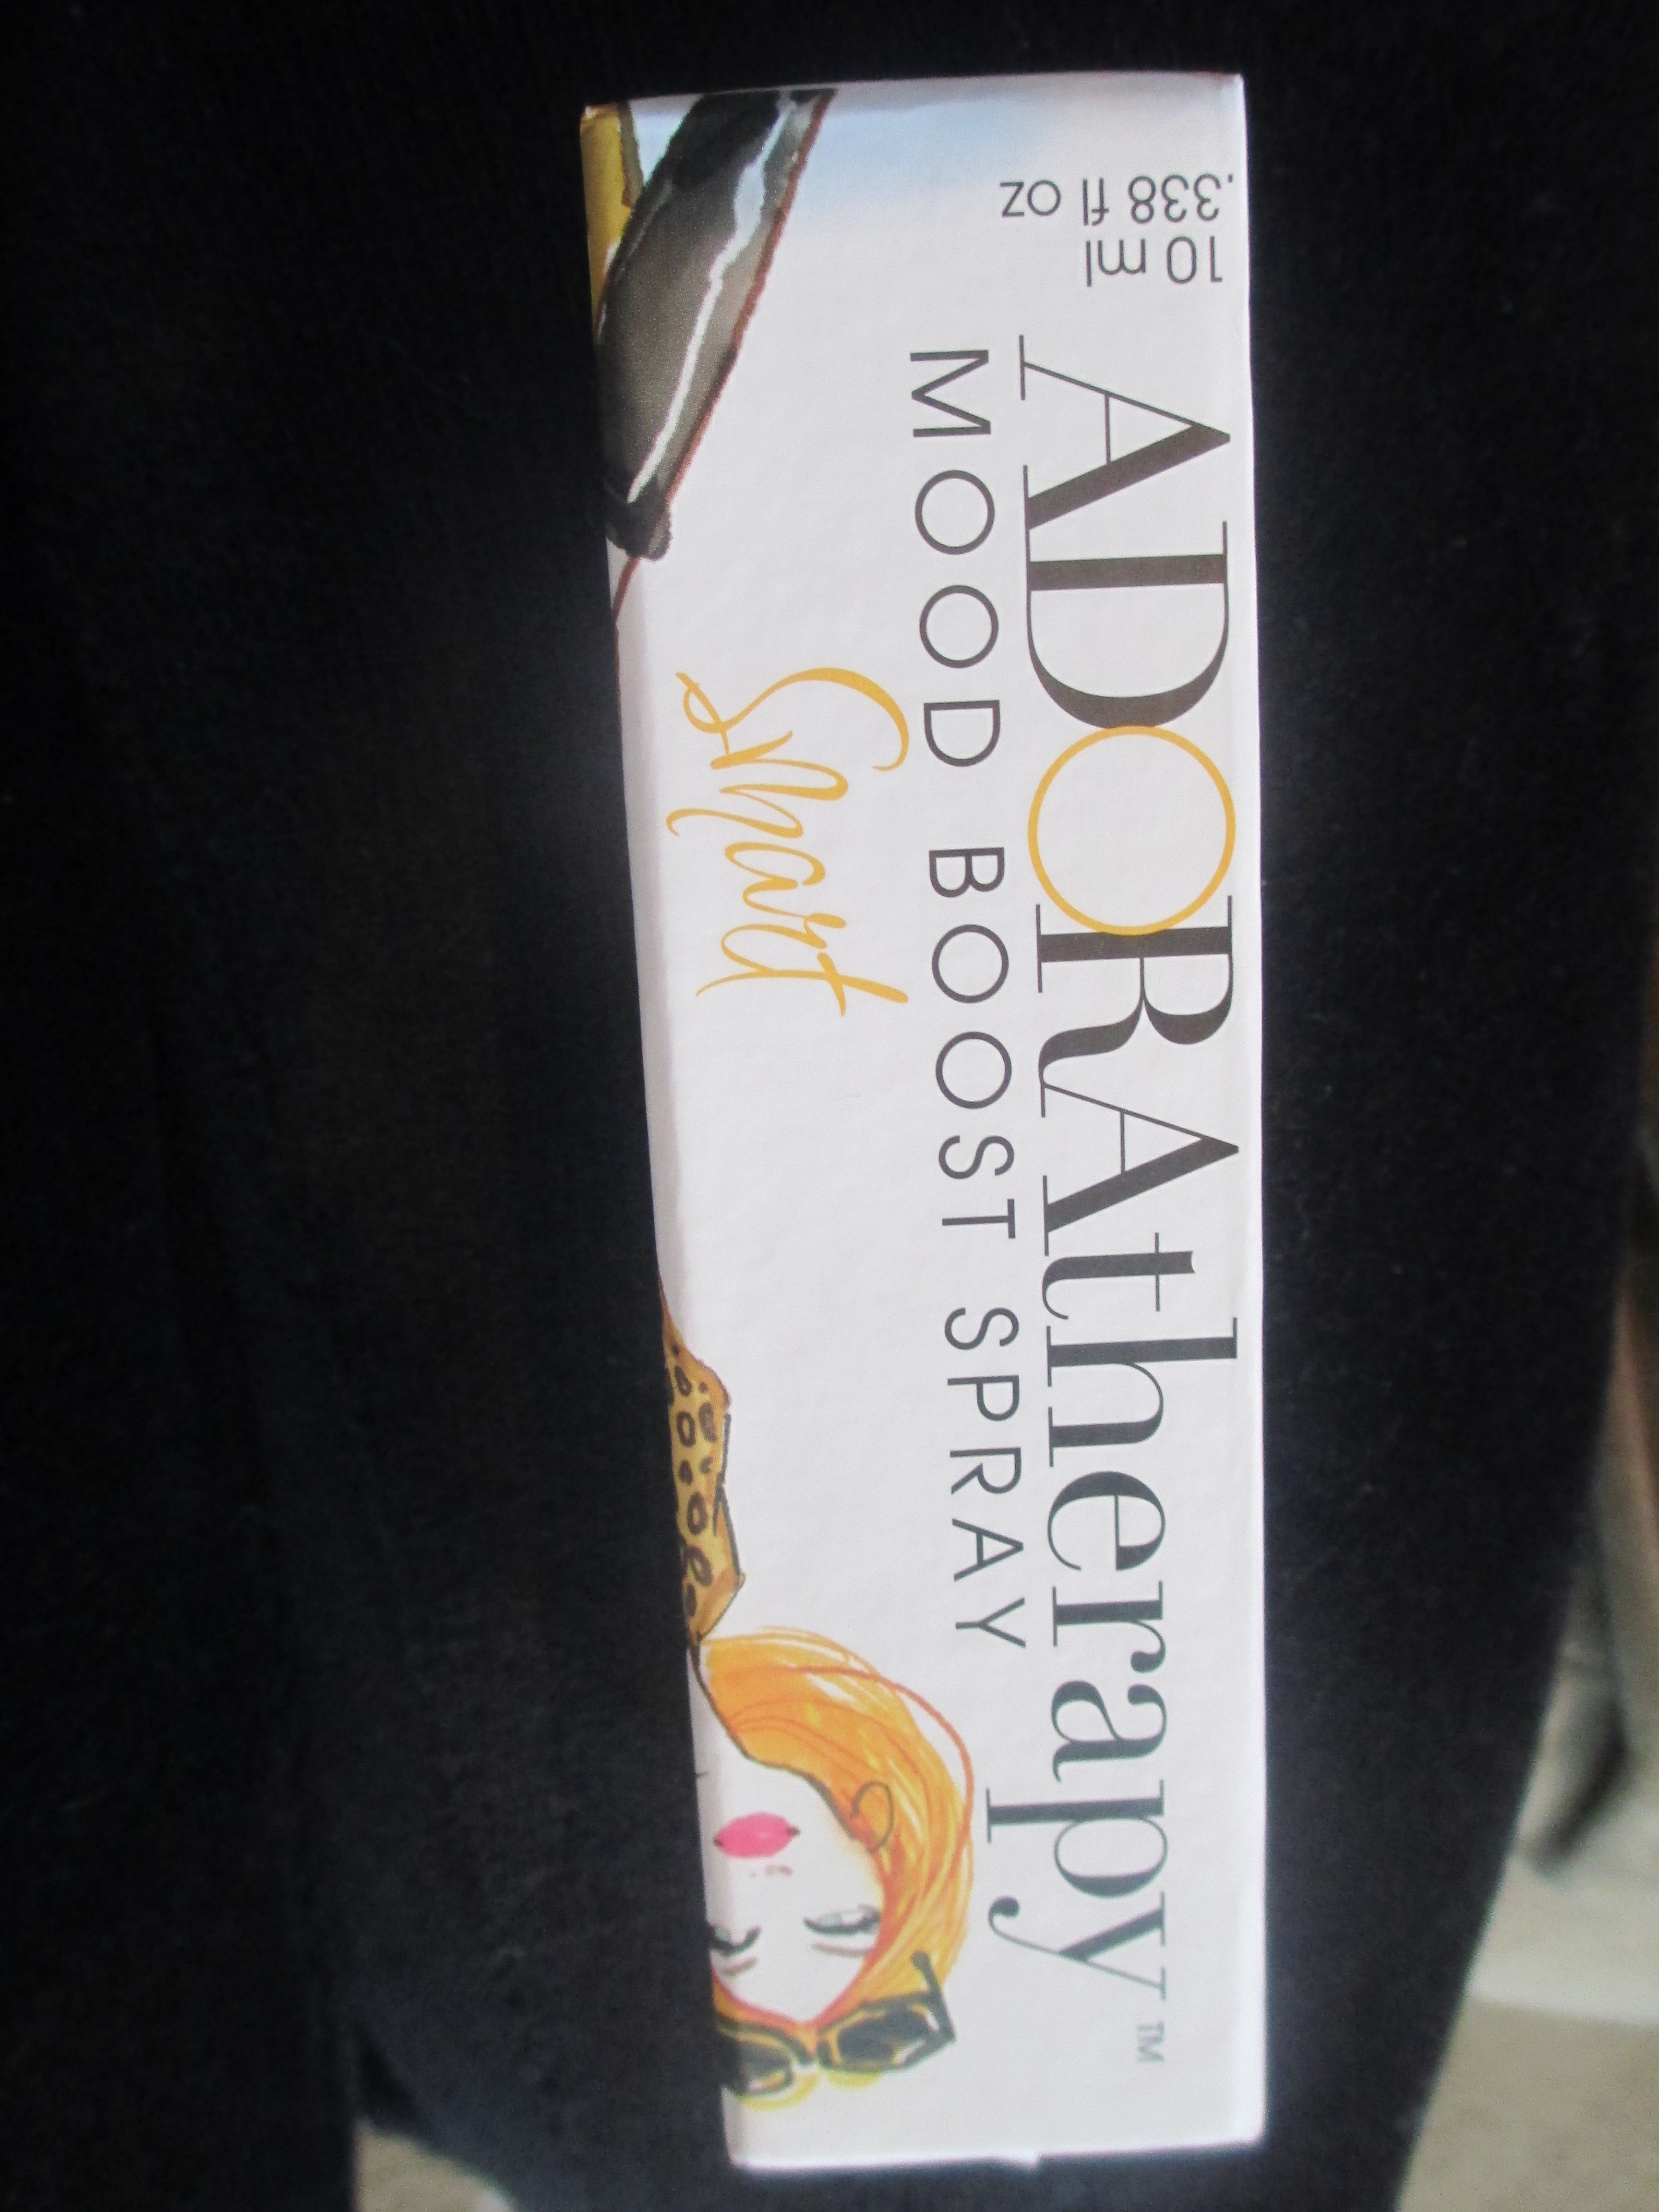 ADORAtherapy™
MOOD BOOST SPRAY
Smart
10 ml
.338 fl oz